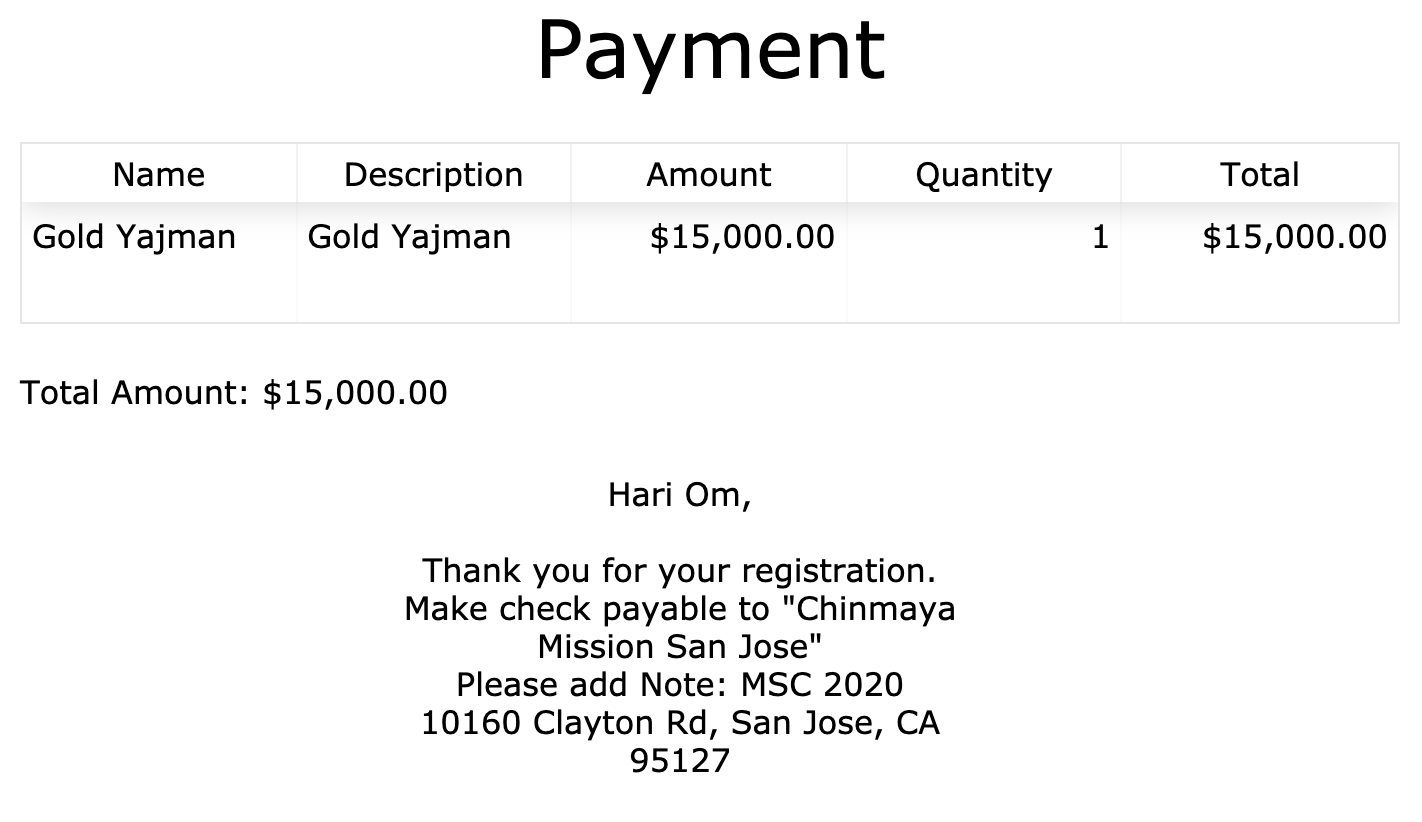 Payment
Name Description Amount Quantity Total
Gold Yajman Gold Yajman $15,000.00 1 $15,000.00
Total Amount: $15,000.00
Hari Om,
Thank you for your registration.
Make check payable to "Chinmaya
Mission San Jose"
Please add Note: MSC 2020
10160 Clayton Rd, San Jose, CA
95127